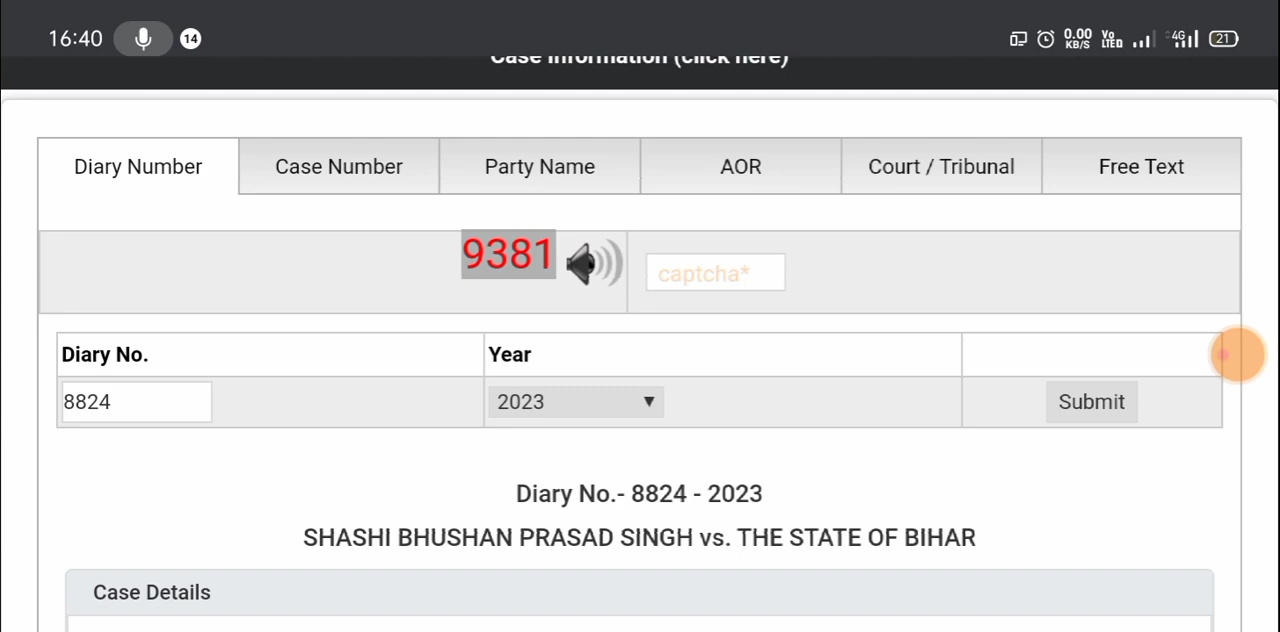 16:40 14 0.00 KB/S Vo LTED 4G 21
Case Information (click here)
Diary Number Case Number Party Name AOR Court / Tribunal Free Text
9381 captcha*
Diary No. Year
8824 2023 Submit
Diary No.- 8824 - 2023
SHASHI BHUSHAN PRASAD SINGH vs. THE STATE OF BIHAR
Case Details